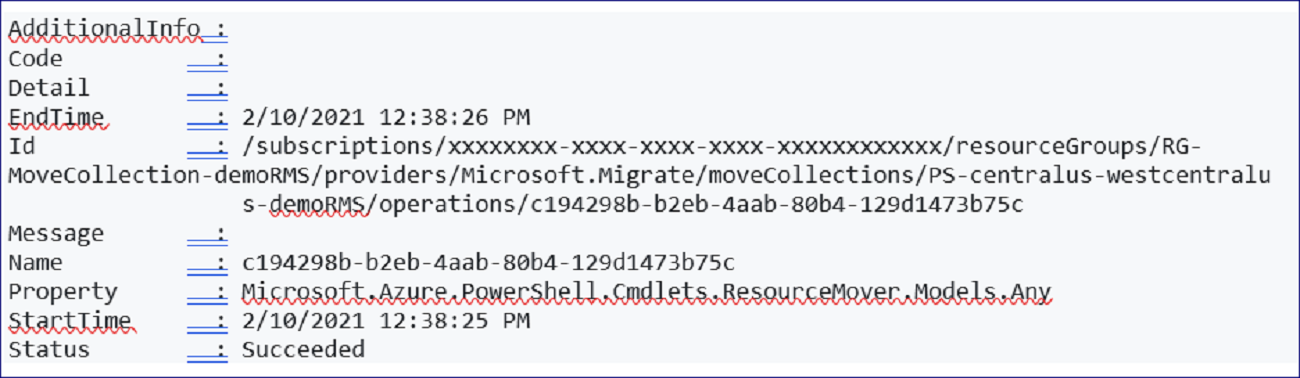 AdditionalInfo :
Code :
Detail :
EndTime : 2/10/2021 12:38:26 PM
Id : /subscriptions/xxxxxxxx-xxxx-xxxx-xxxx-xxxxxxxxxxxx/resourceGroups/RG-
MoveCollection-demoRMS/providers/Microsoft.Migrate/moveCollections/PS-centralus-westcentralu
s-demoRMS/operations/c194298b-b2eb-4aab-80b4-129d1473b75c
Message :
Name : c194298b-b2eb-4aab-80b4-129d1473b75c
Property : Microsoft.Azure.PowerShell.Cmdlets.ResourceMover.Models.Any
StartTime : 2/10/2021 12:38:25 PM
Status : Succeeded